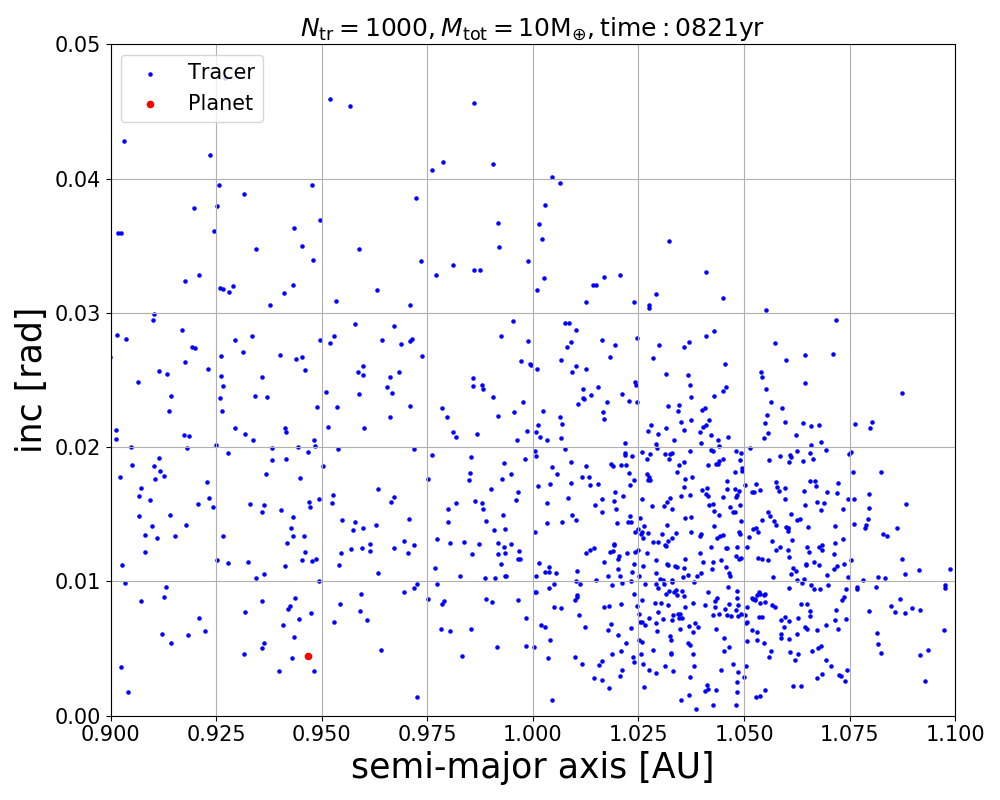 N_tr = 1000, M_tot = 10M_⊕, time : 0821yr
Tracer
Planet
0.05
0.04
0.03
0.02
0.01
0.00
inc [rad]
0.900 0.925 0.950 0.975 1.000 1.025 1.050 1.075 1.100
semi-major axis [AU]